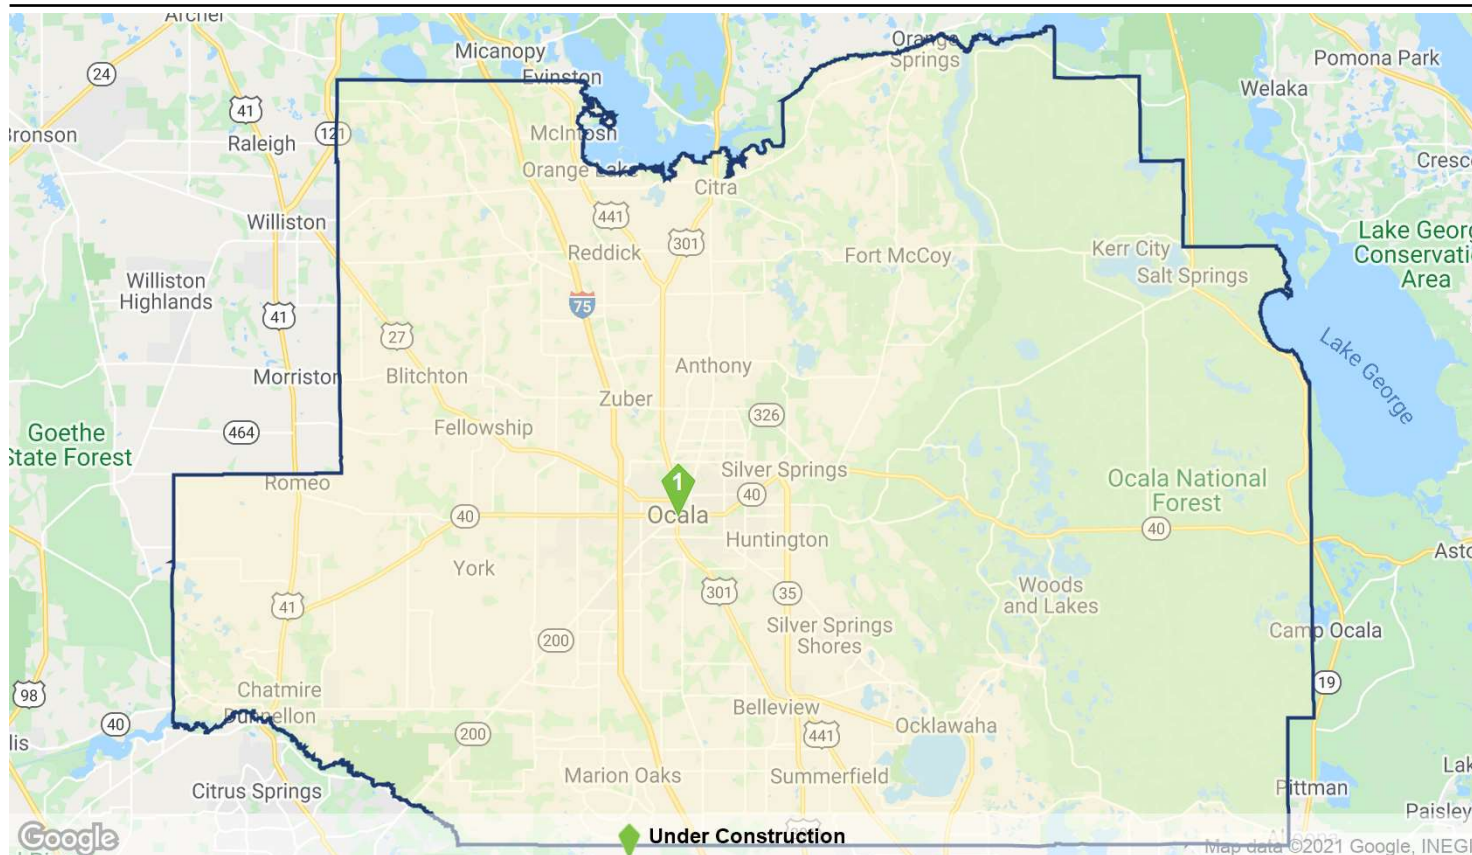 Archer
Micanopy
Orange
Springs
Pomona Park
24
Evinston
Welaka
41
121
Bronson
McIntosh
Raleigh
Cresc
Orange Lake
Citra
Williston
441
301
Lake Georg
Conservati
Area
Reddick
Fort McCoy
Kerr City
Salt Springs
Williston
Highlands
75
41
27
Lake George
Anthony
Morriston
Blitchton
Zuber
326
Goethe
State Forest
464
Fellowship
Silver Springs
Romeo
1
Ocala National
Forest
40
40
Ocala
40
Huntington
Asto
York
Woods
and Lakes
301
35
41
Silver Springs
Shores
Camp Ocala
200
98
Chatmire
Dunnellon
19
40
Belleview
Ocklawaha
200
441
llis
Marion Oaks
Summerfield
Lak
Citrus Springs
Pittman
Paisley
Google
Under Construction
Map data ©2021 Google, INEGI